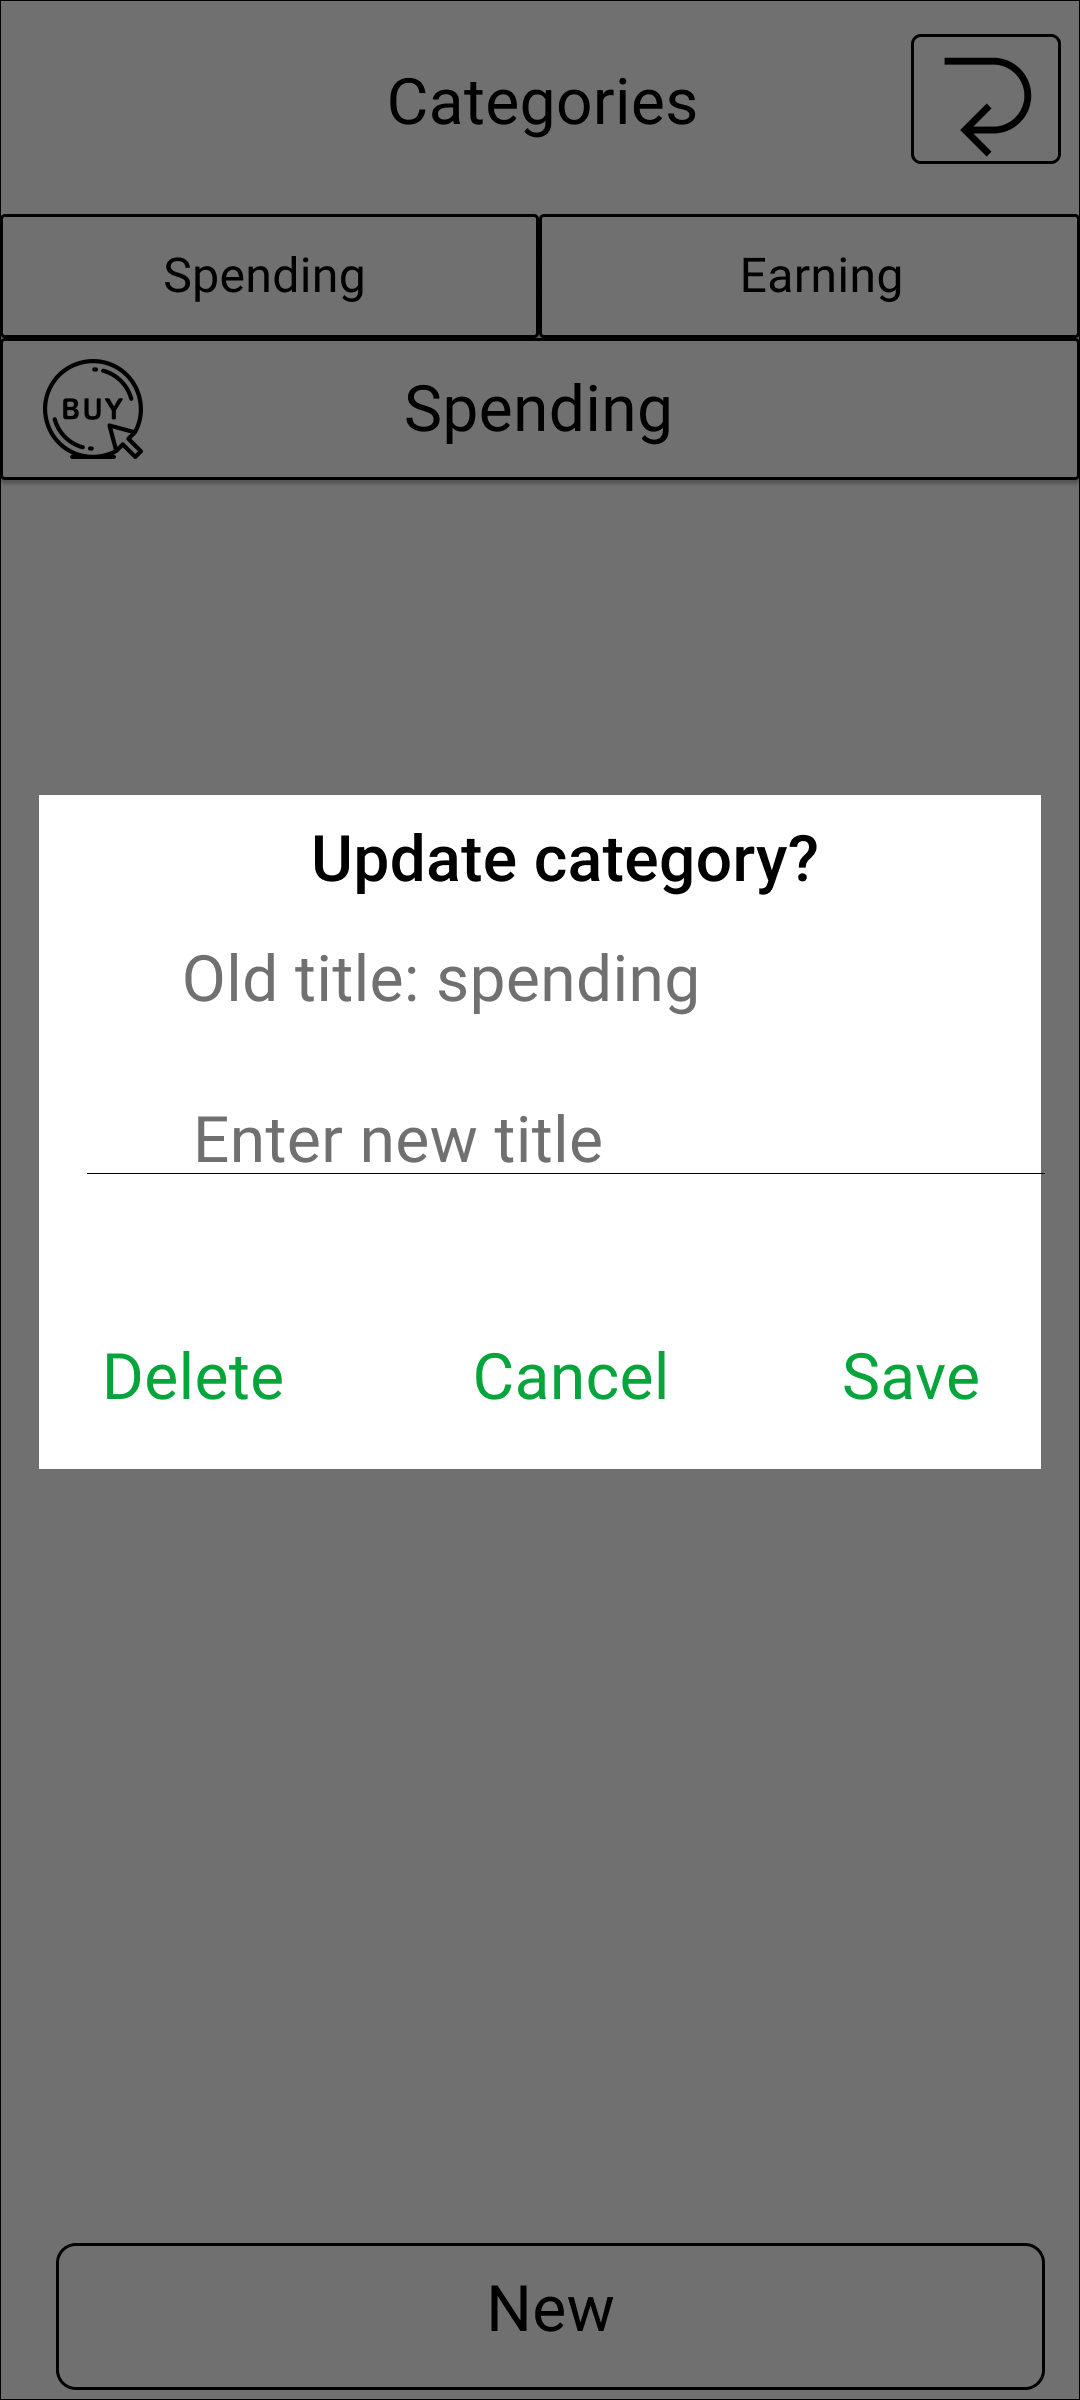 Categories
Spending Earning
BUY Spending
Update category?
Old title: spending
Enter new title
Delete Cancel Save
New